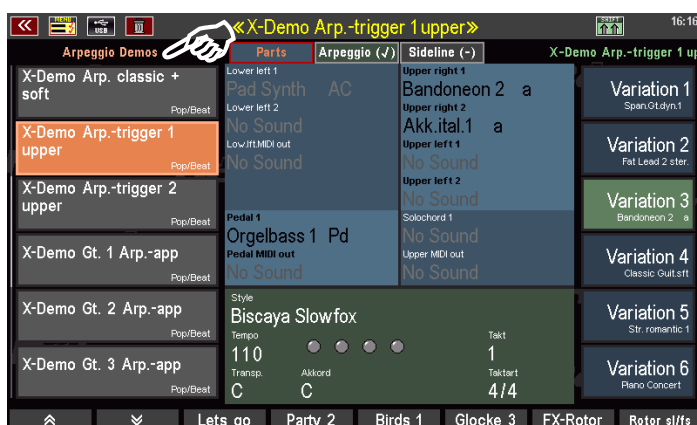 MENU
USB
«X-Demo Arp.-trigger 1 upper»
SHIFT
16:16
Arpeggio Demos
Parts
Arpeggio (√)
Sideline (-)
X-Demo Arp.-trigger 1 up
X-Demo Arp. classic +
soft
Pop/Beat
X-Demo Arp.-trigger 1
upper
Pop/Beat
X-Demo Arp.-trigger 2
upper
Pop/Beat
X-Demo Gt. 1 Arp.-app
Pop/Beat
X-Demo Gt. 2 Arp.-app
Pop/Beat
X-Demo Gt. 3 Arp.-app
Pop/Beat
Lower left 1
Pad Synth AC
Lower left 2
No Sound
Low.lft.MIDI out
No Sound
Pedal 1
Orgelbass 1 Pd
Pedal MIDI out
No Sound
Upper right 1
Bandoneon 2 a
Upper right 2
Akk.ital.1 a
Upper left 1
No Sound
Upper left 2
No Sound
Solochord 1
No Sound
Upper MIDI out
No Sound
Style
Biscaya Slowfox
Tempo
110
Takt
1
Transp.
C
Akkord
C
Taktart
4/4
Variation 1
Span.Gt.dyn.1
Variation 2
Fat Lead 2 ster.
Variation 3
Bandoneon 2 a
Variation 4
Classic Guit.sft
Variation 5
Str. romantic 1
Variation 6
Piano Concert
Lets go
Party 2
Birds 1
Glocke 3
FX-Rotor
Rotor sl/fs